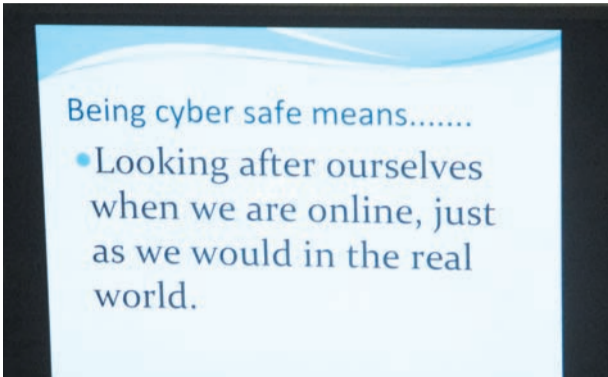 Being cyber safe means.......
•Looking after ourselves
when we are online, just
as we would in the real
world.